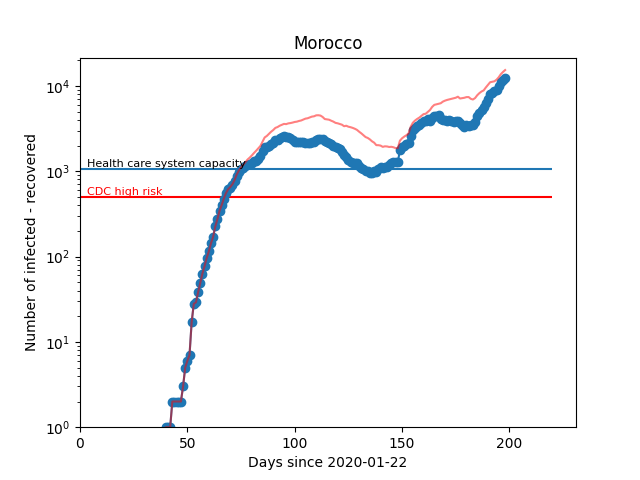 Morocco
Number of infected - recovered
10⁴
10³
10²
10¹
10⁰
Health care system capacity
CDC high risk
0
50
100
150
200
Days since 2020-01-22